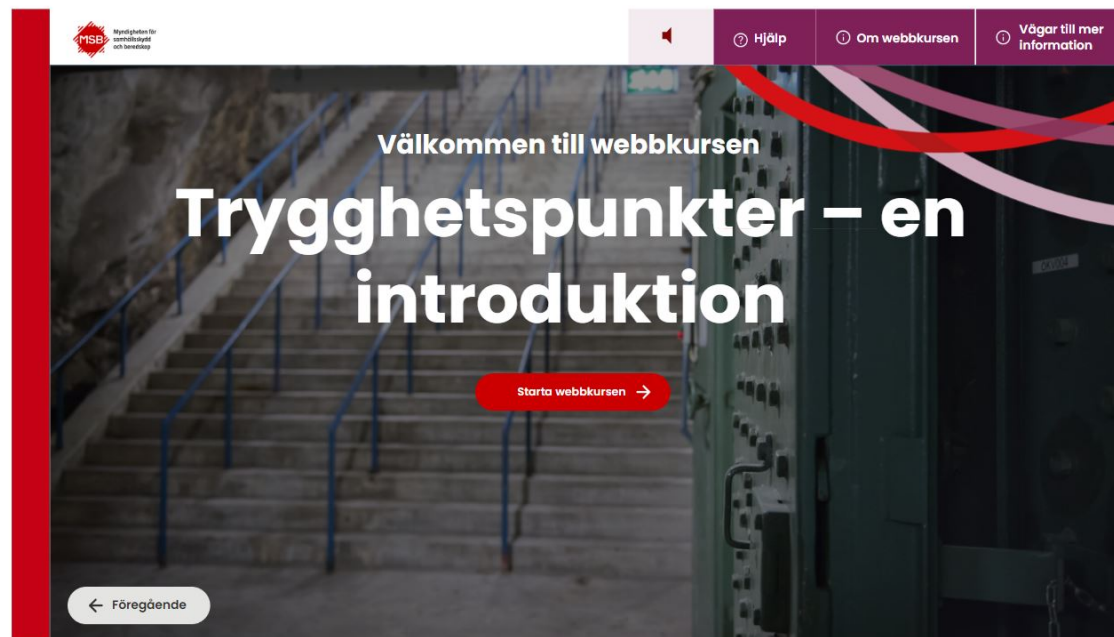 MSB
Myndigheten för
samhällsskydd
och beredskap
Hjälp
Om webbkursen
Vägar till mer
information
Välkommen till webbkursen
Trygghetspunkter – en
introduktion
Starta webbkursen
Föregående